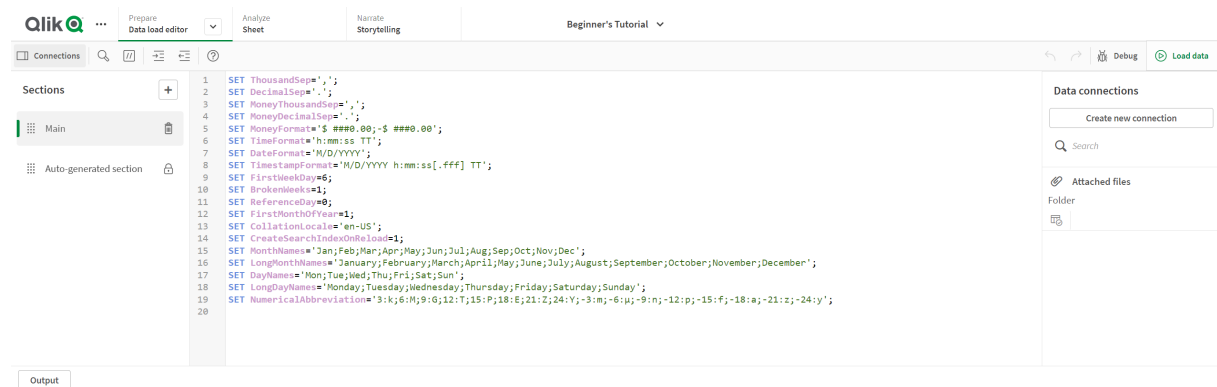 Qlik
Prepare
Data load editor
Analyze
Sheet
Narrate
Storytelling
Beginner's Tutorial
Connections
//
Debug
Load data
Sections
Main
Auto-generated section
1 SET ThousandSep=',';
2 SET DecimalSep='.';
3 SET MoneyThousandSep=',';
4 SET MoneyDecimalSep='.';
5 SET MoneyFormat='$ ###0.00;-$ ###0.00';
6 SET TimeFormat='h:mm:ss TT';
7 SET DateFormat='M/D/YYYY';
8 SET TimestampFormat='M/D/YYYY h:mm:ss[.fff] TT';
9 SET FirstWeekDay=6;
10 SET BrokenWeeks=1;
11 SET ReferenceDay=0;
12 SET FirstMonthOfYear=1;
13 SET CollationLocale='en-US';
14 SET CreateSearchIndexOnReload=1;
15 SET MonthNames='Jan;Feb;Mar;Apr;May;Jun;Jul;Aug;Sep;Oct;Nov;Dec';
16 SET LongMonthNames='January;February;March;April;May;June;July;August;September;October;November;December';
17 SET DayNames='Mon;Tue;Wed;Thu;Fri;Sat;Sun';
18 SET LongDayNames='Monday;Tuesday;Wednesday;Thursday;Friday;Saturday;Sunday';
19 SET NumericalAbbreviation='3:k;6:M;9:G;12:T;15:P;18:E;21:Z;24:Y;-3:m;-6:μ;-9:n;-12:p;-15:f;-18:a;-21:z;-24:y';
20
Data connections
Create new connection
Search
Attached files
Folder
Output